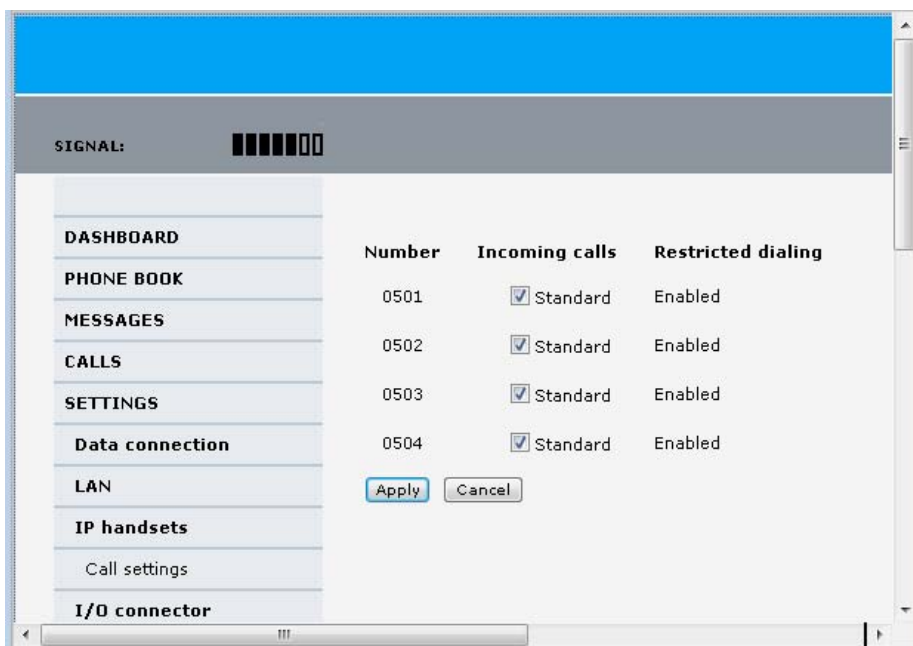 SIGNAL:
DASHBOARD
PHONE BOOK
MESSAGES
CALLS
SETTINGS
Data connection
LAN
IP handsets
Call settings
I/O connector
Number Incoming calls Restricted dialing
0501 Standard Enabled
0502 Standard Enabled
0503 Standard Enabled
0504 Standard Enabled
Apply Cancel